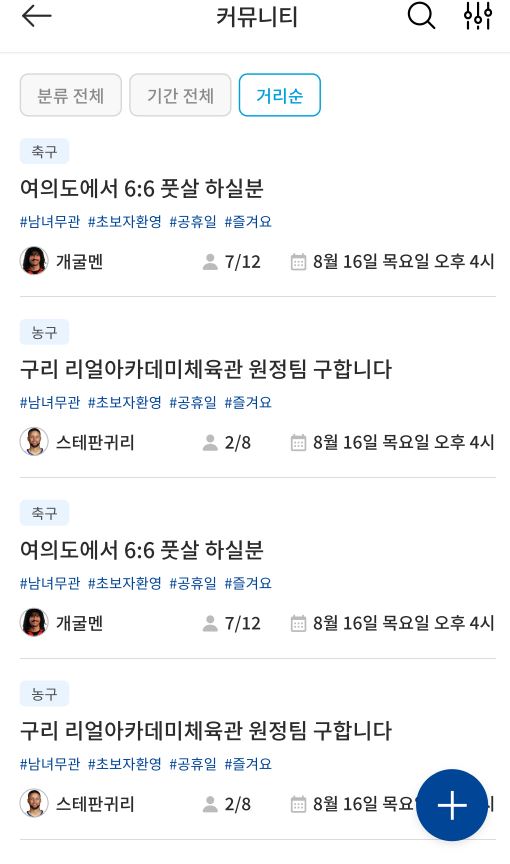 커뮤니티
분류 전체 기간 전체 거리순
축구
여의도에서 6:6 풋살 하실분
#남녀무관 #초보자환영 #공휴일 #즐겨요
개굴멘 7/12 8월 16일 목요일 오후 4시
농구
구리 리얼아카데미체육관 원정팀 구합니다
#남녀무관 #초보자환영 #공휴일 #즐겨요
스테판귀리 2/8 8월 16일 목요일 오후 4시
축구
여의도에서 6:6 풋살 하실분
#남녀무관 #초보자환영 #공휴일 #즐겨요
개굴멘 7/12 8월 16일 목요일 오후 4시
농구
구리 리얼아카데미체육관 원정팀 구합니다
#남녀무관 #초보자환영 #공휴일 #즐겨요
스테판귀리 2/8 8월 16일